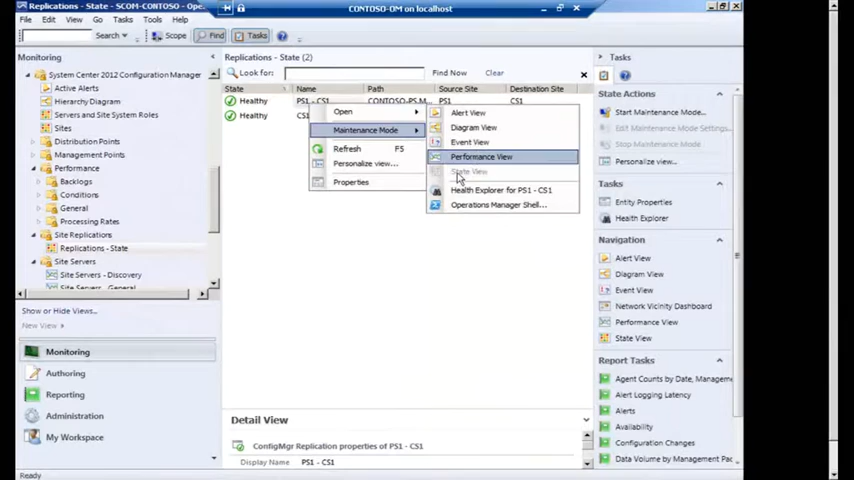 Replications - State - SCOM-CONTOSO - Ope...
CONTOSO-OM on localhost
File Edit View Go Tasks Tools Help
Search Scope Find Tasks
Monitoring
System Center 2012 Configuration Manager
Active Alerts
Hierarchy Diagram
Servers and Site System Roles
Sites
Distribution Points
Performance
Backlogs
Conditions
General
Processing Rates
Site Replications
Replications - State
Site Servers
Site Servers - Discovery
Site Servers - General
Show or Hide Views...
New View
Monitoring
Authoring
Reporting
Administration
My Workspace
Ready
Replications - State (2)
Look for: Find Now Clear
State Name Path Source Site Destination Site
Healthy PS1 - CS1 CONTOSO-PS.M... PS1 CS1
Healthy
Open
Maintenance Mode
Refresh F5
Personalize view...
Properties
Alert View
Diagram View
Event View
Performance View
State View
Health Explorer for PS1 - CS1
Operations Manager Shell...
Detail View
ConfigMgr Replication properties of PS1 - CS1
Display Name PS1 - CS1
Tasks
State Actions
Start Maintenance Mode...
Edit Maintenance Mode Settings...
Stop Maintenance Mode...
Personalize view...
Tasks
Entity Properties
Health Explorer
Navigation
Alert View
Diagram View
Event View
Network Vicinity Dashboard
Performance View
State View
Report Tasks
Agent Counts by Date, Manageme
Alert Logging Latency
Alerts
Availability
Configuration Changes
Data Volume by Management Pac